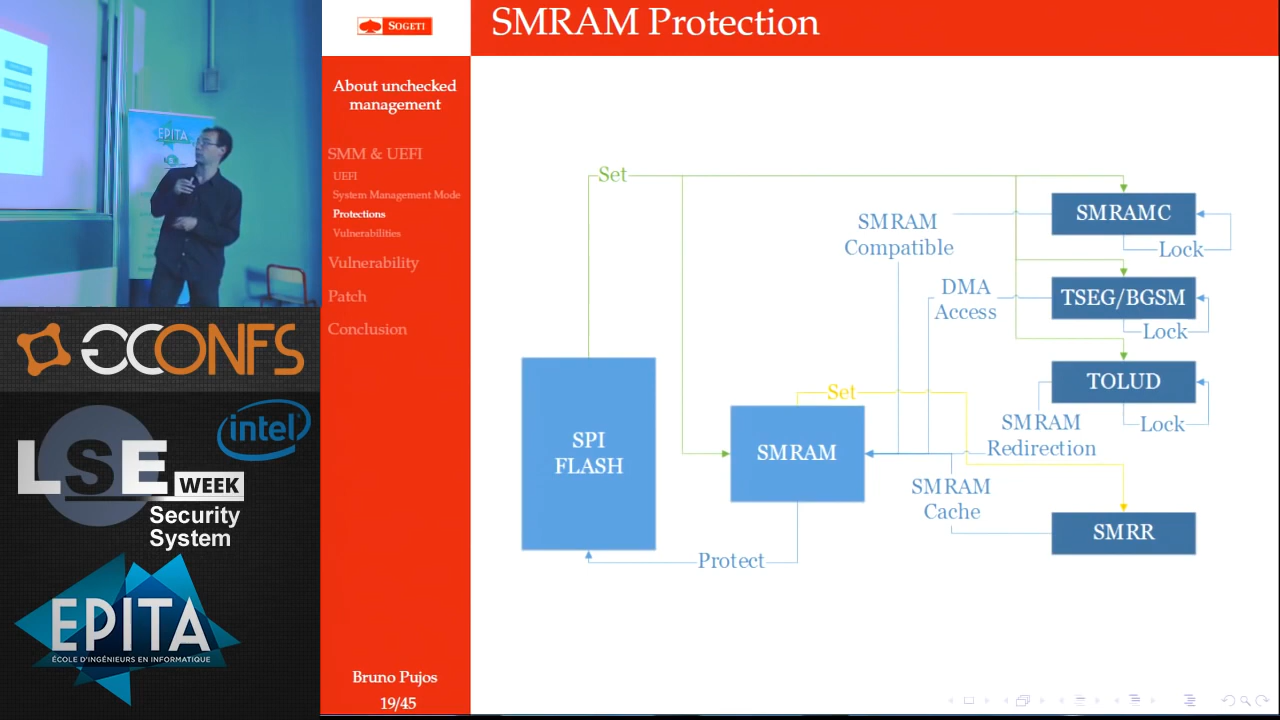 SOGETI
SMRAM Protection
About unchecked
management
SMM & UEFI
UEFI
System Management Mode
Protections
Vulnerabilities
Vulnerability
Patch
Conclusion
Bruno Pujos
19/45
Set
SMRAMC
Lock
SMRAM
Compatible
TSEG/BGSM
Lock
DMA
Access
TOLUD
Lock
SMRAM
Redirection
Set
SPI
FLASH
SMRAM
SMRAM
Cache
SMRR
Protect
EPITA
GCONFS
intel
LSE
WEEK
Security
System
EPITA
ÉCOLE D'INGÉNIEURS EN INFORMATIQUE